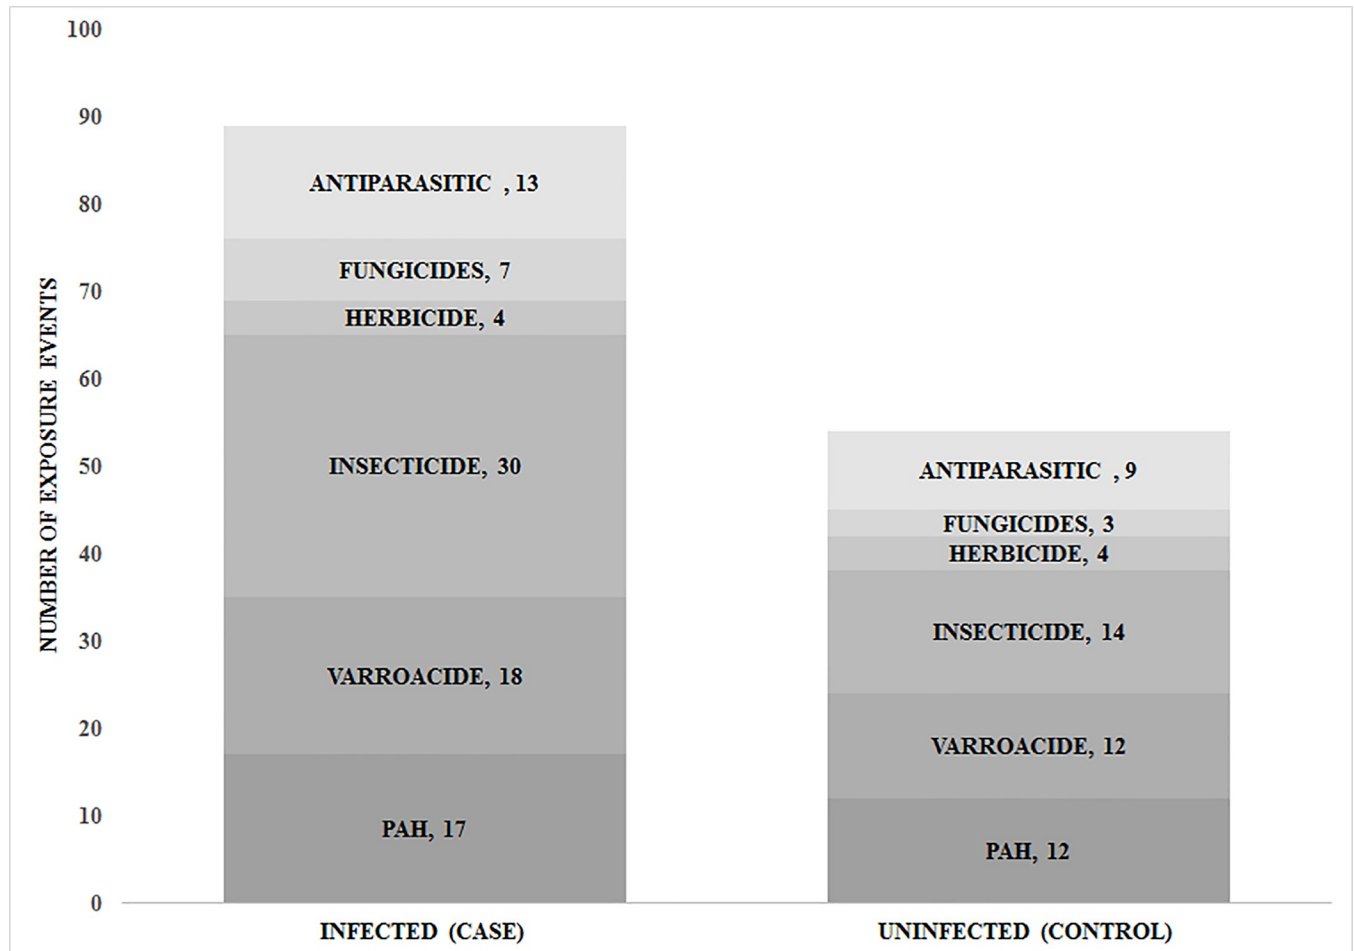 100
90
80
70
60
50
40
30
20
10
0
NUMBER OF EXPOSURE EVENTS
ANTIPARASITIC , 13
FUNGICIDES, 7
HERBICIDE, 4
INSECTICIDE, 30
VARROACIDE, 18
PAH, 17
ANTIPARASITIC , 9
FUNGICIDES, 3
HERBICIDE, 4
INSECTICIDE, 14
VARROACIDE, 12
PAH, 12
INFECTED (CASE)
UNINFECTED (CONTROL)